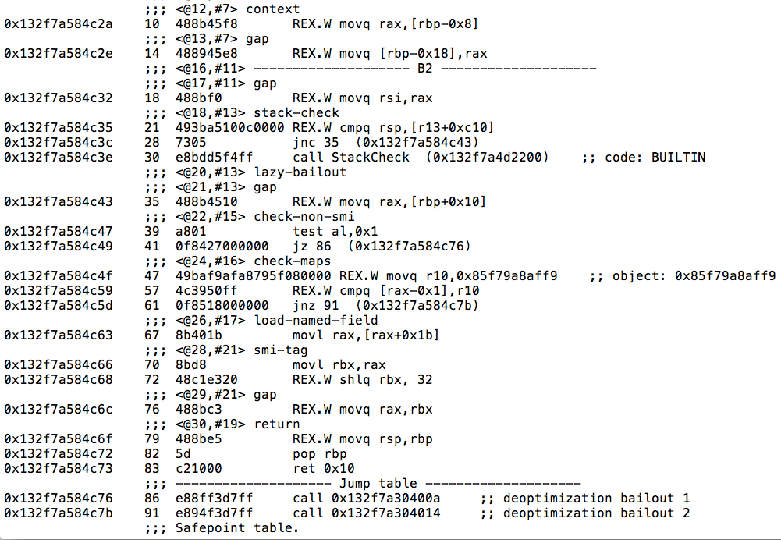 ;;; <@12,#7> context
0x132f7a584c2a 10 488b45f8 REX.W movq rax,[rbp-0x8]
;;; <@13,#7> gap
0x132f7a584c2e 14 488945e8 REX.W movq [rbp-0x18],rax
;;; <@16,#11> -------------------- B2 --------------------
;;; <@17,#11> gap
0x132f7a584c32 18 488bf0 REX.W movq rsi,rax
;;; <@18,#13> stack-check
0x132f7a584c35 21 493ba5100c0000 REX.W cmpq rsp,[r13+0xc10]
0x132f7a584c3c 28 7305 jnc 35 (0x132f7a584c43)
0x132f7a584c3e 30 e8bdd5f4ff call StackCheck (0x132f7a4d2200) ;; code: BUILTIN
;;; <@20,#13> lazy-bailout
;;; <@21,#13> gap
0x132f7a584c43 35 488b4510 REX.W movq rax,[rbp+0x10]
;;; <@22,#15> check-non-smi
0x132f7a584c47 39 a801 test al,0x1
0x132f7a584c49 41 0f8427000000 jz 86 (0x132f7a584c76)
;;; <@24,#16> check-maps
0x132f7a584c4f 47 49baf9afa8795f080000 REX.W movq r10,0x85f79a8aff9 ;; object: 0x85f79a8aff9
0x132f7a584c59 57 4c3950ff REX.W cmpq [rax-0x1],r10
0x132f7a584c5d 61 0f8518000000 jnz 91 (0x132f7a584c7b)
;;; <@26,#17> load-named-field
0x132f7a584c63 67 8b401b movl rax,[rax+0x1b]
;;; <@28,#21> smi-tag
0x132f7a584c66 70 8bd8 movl rbx,rax
0x132f7a584c68 72 48c1e320 REX.W shlq rbx, 32
;;; <@29,#21> gap
0x132f7a584c6c 76 488bc3 REX.W movq rax,rbx
;;; <@30,#19> return
0x132f7a584c6f 79 488be5 REX.W movq rsp,rbp
0x132f7a584c72 82 5d pop rbp
0x132f7a584c73 83 c21000 ret 0x10
;;; -------------------- Jump table --------------------
0x132f7a584c76 86 e88ff3d7ff call 0x132f7a30400a ;; deoptimization bailout 1
0x132f7a584c7b 91 e894f3d7ff call 0x132f7a304014 ;; deoptimization bailout 2
;;; Safepoint table.